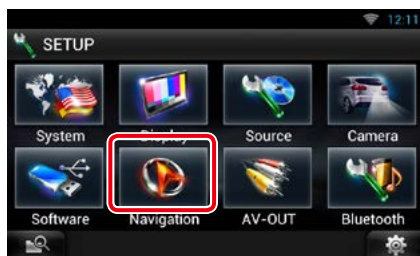 12:11
SETUP
System Display Source Camera
Software Navigation AV-OUT Bluetooth